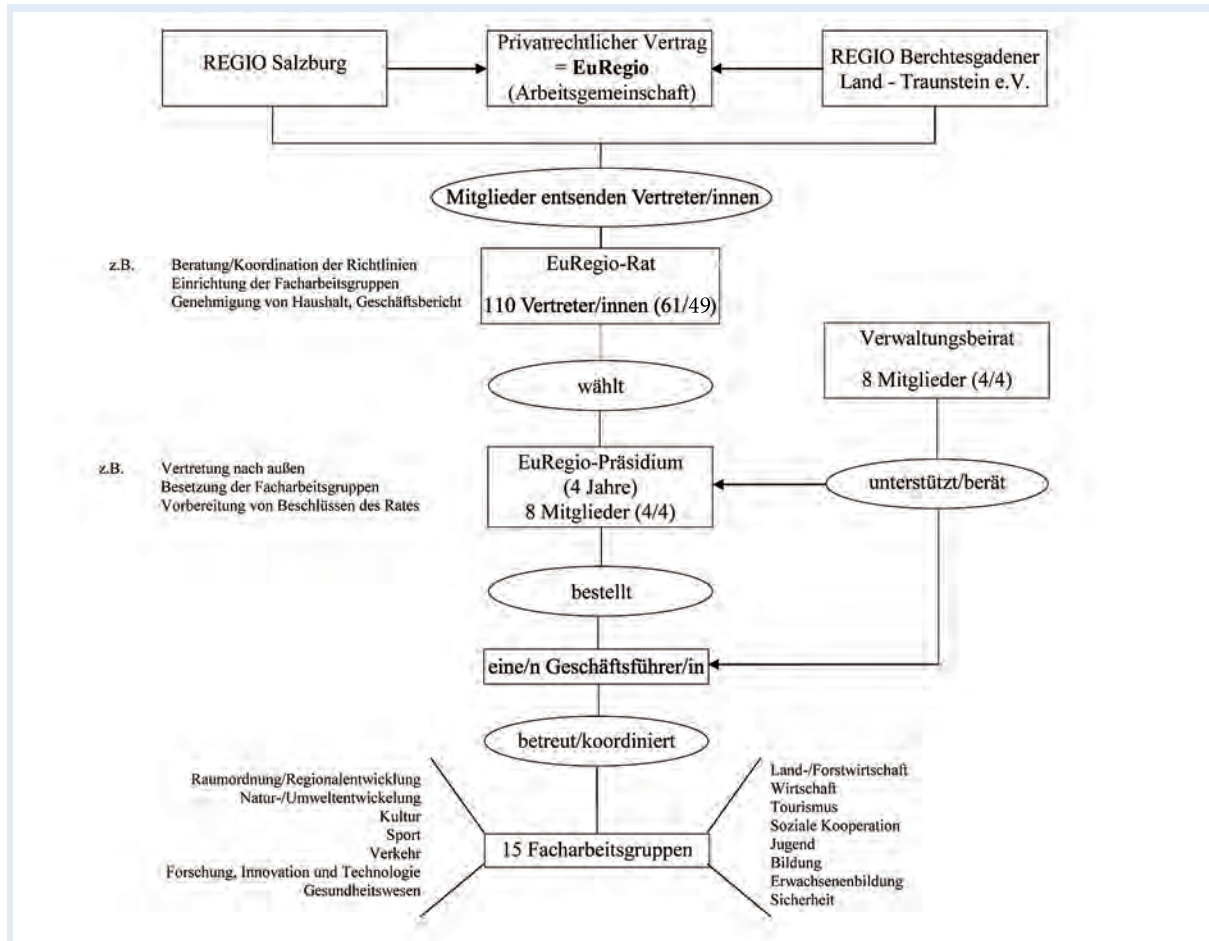 REGIO Salzburg
Privatrechtlicher Vertrag
= EuRegio
(Arbeitsgemeinschaft)
REGIO Berchtesgadener
Land - Traunstein e.V.
Mitglieder entsenden Vertreter/innen
z.B. Beratung/Koordination der Richtlinien
Einrichtung der Facharbeitsgruppen
Genehmigung von Haushalt, Geschäftsbericht
EuRegio-Rat
110 Vertreter/innen (61/49)
Verwaltungsbeirat
8 Mitglieder (4/4)
wählt
z.B. Vertretung nach außen
Besetzung der Facharbeitsgruppen
Vorbereitung von Beschlüssen des Rates
EuRegio-Präsidium
(4 Jahre)
8 Mitglieder (4/4)
unterstützt/berät
bestellt
eine/n Geschäftsführer/in
betreut/koordiniert
Raumordnung/Regionalentwicklung
Natur-/Umweltentwickelung
Kultur
Sport
Verkehr
Forschung, Innovation und Technologie
Gesundheitswesen
15 Facharbeitsgruppen
Land-/Forstwirtschaft
Wirtschaft
Tourismus
Soziale Kooperation
Jugend
Bildung
Erwachsenenbildung
Sicherheit